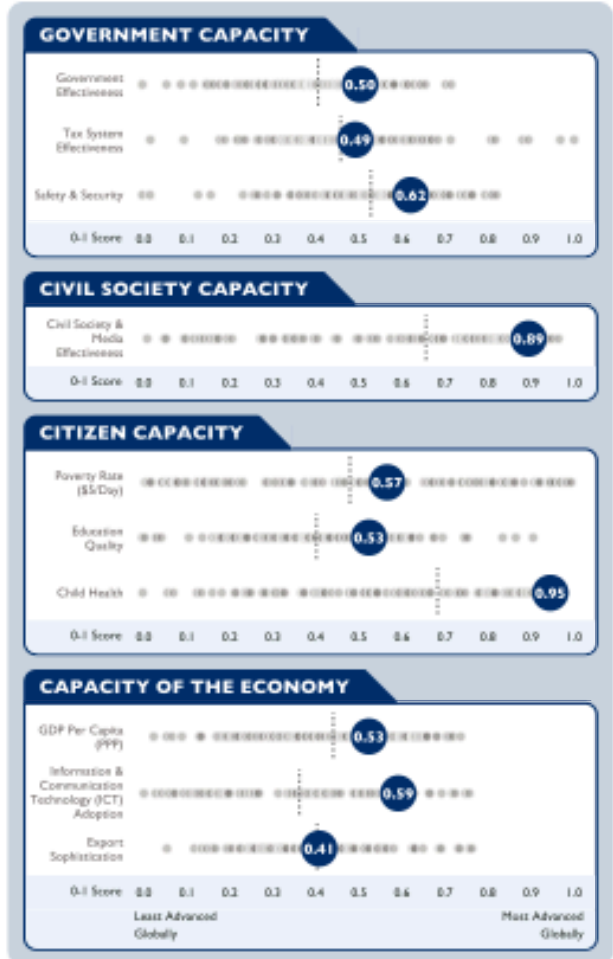 GOVERNMENT CAPACITY
Government
Effectiveness
0.50
Tax System
Effectiveness
0.49
Safety & Security
0.62
0-1 Score 0.0 0.1 0.2 0.3 0.4 0.5 0.6 0.7 0.8 0.9 1.0
CIVIL SOCIETY CAPACITY
Civil Society &
Media
Effectiveness
0.89
0-1 Score 0.0 0.1 0.2 0.3 0.4 0.5 0.6 0.7 0.8 0.9 1.0
CITIZEN CAPACITY
Poverty Rate
($5/Day)
0.57
Education
Quality
0.53
Child Health
0.95
0-1 Score 0.0 0.1 0.2 0.3 0.4 0.5 0.6 0.7 0.8 0.9 1.0
CAPACITY OF THE ECONOMY
GDP Per Capita
(PPP)
0.53
Information &
Communication
Technology (ICT)
Adoption
0.59
Export
Sophistication
0.41
0-1 Score 0.0 0.1 0.2 0.3 0.4 0.5 0.6 0.7 0.8 0.9 1.0
Least Advanced
Globally
Most Advanced
Globally